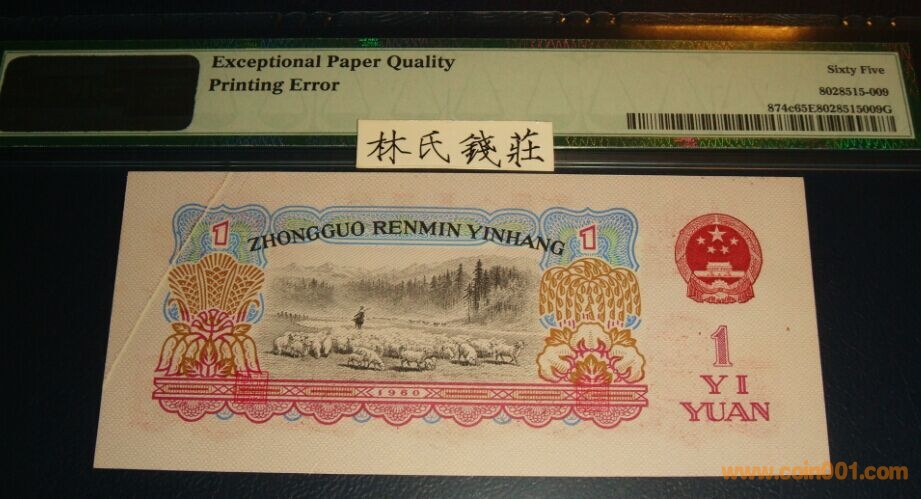 Exceptional Paper Quality
Printing Error
Sixty Five
8028515-009
874c65E8028515009G
林氏錢莊
1
ZHONGGUO RENMIN YINHANG
1
1
YI
YUAN
1960
www.coin001.com